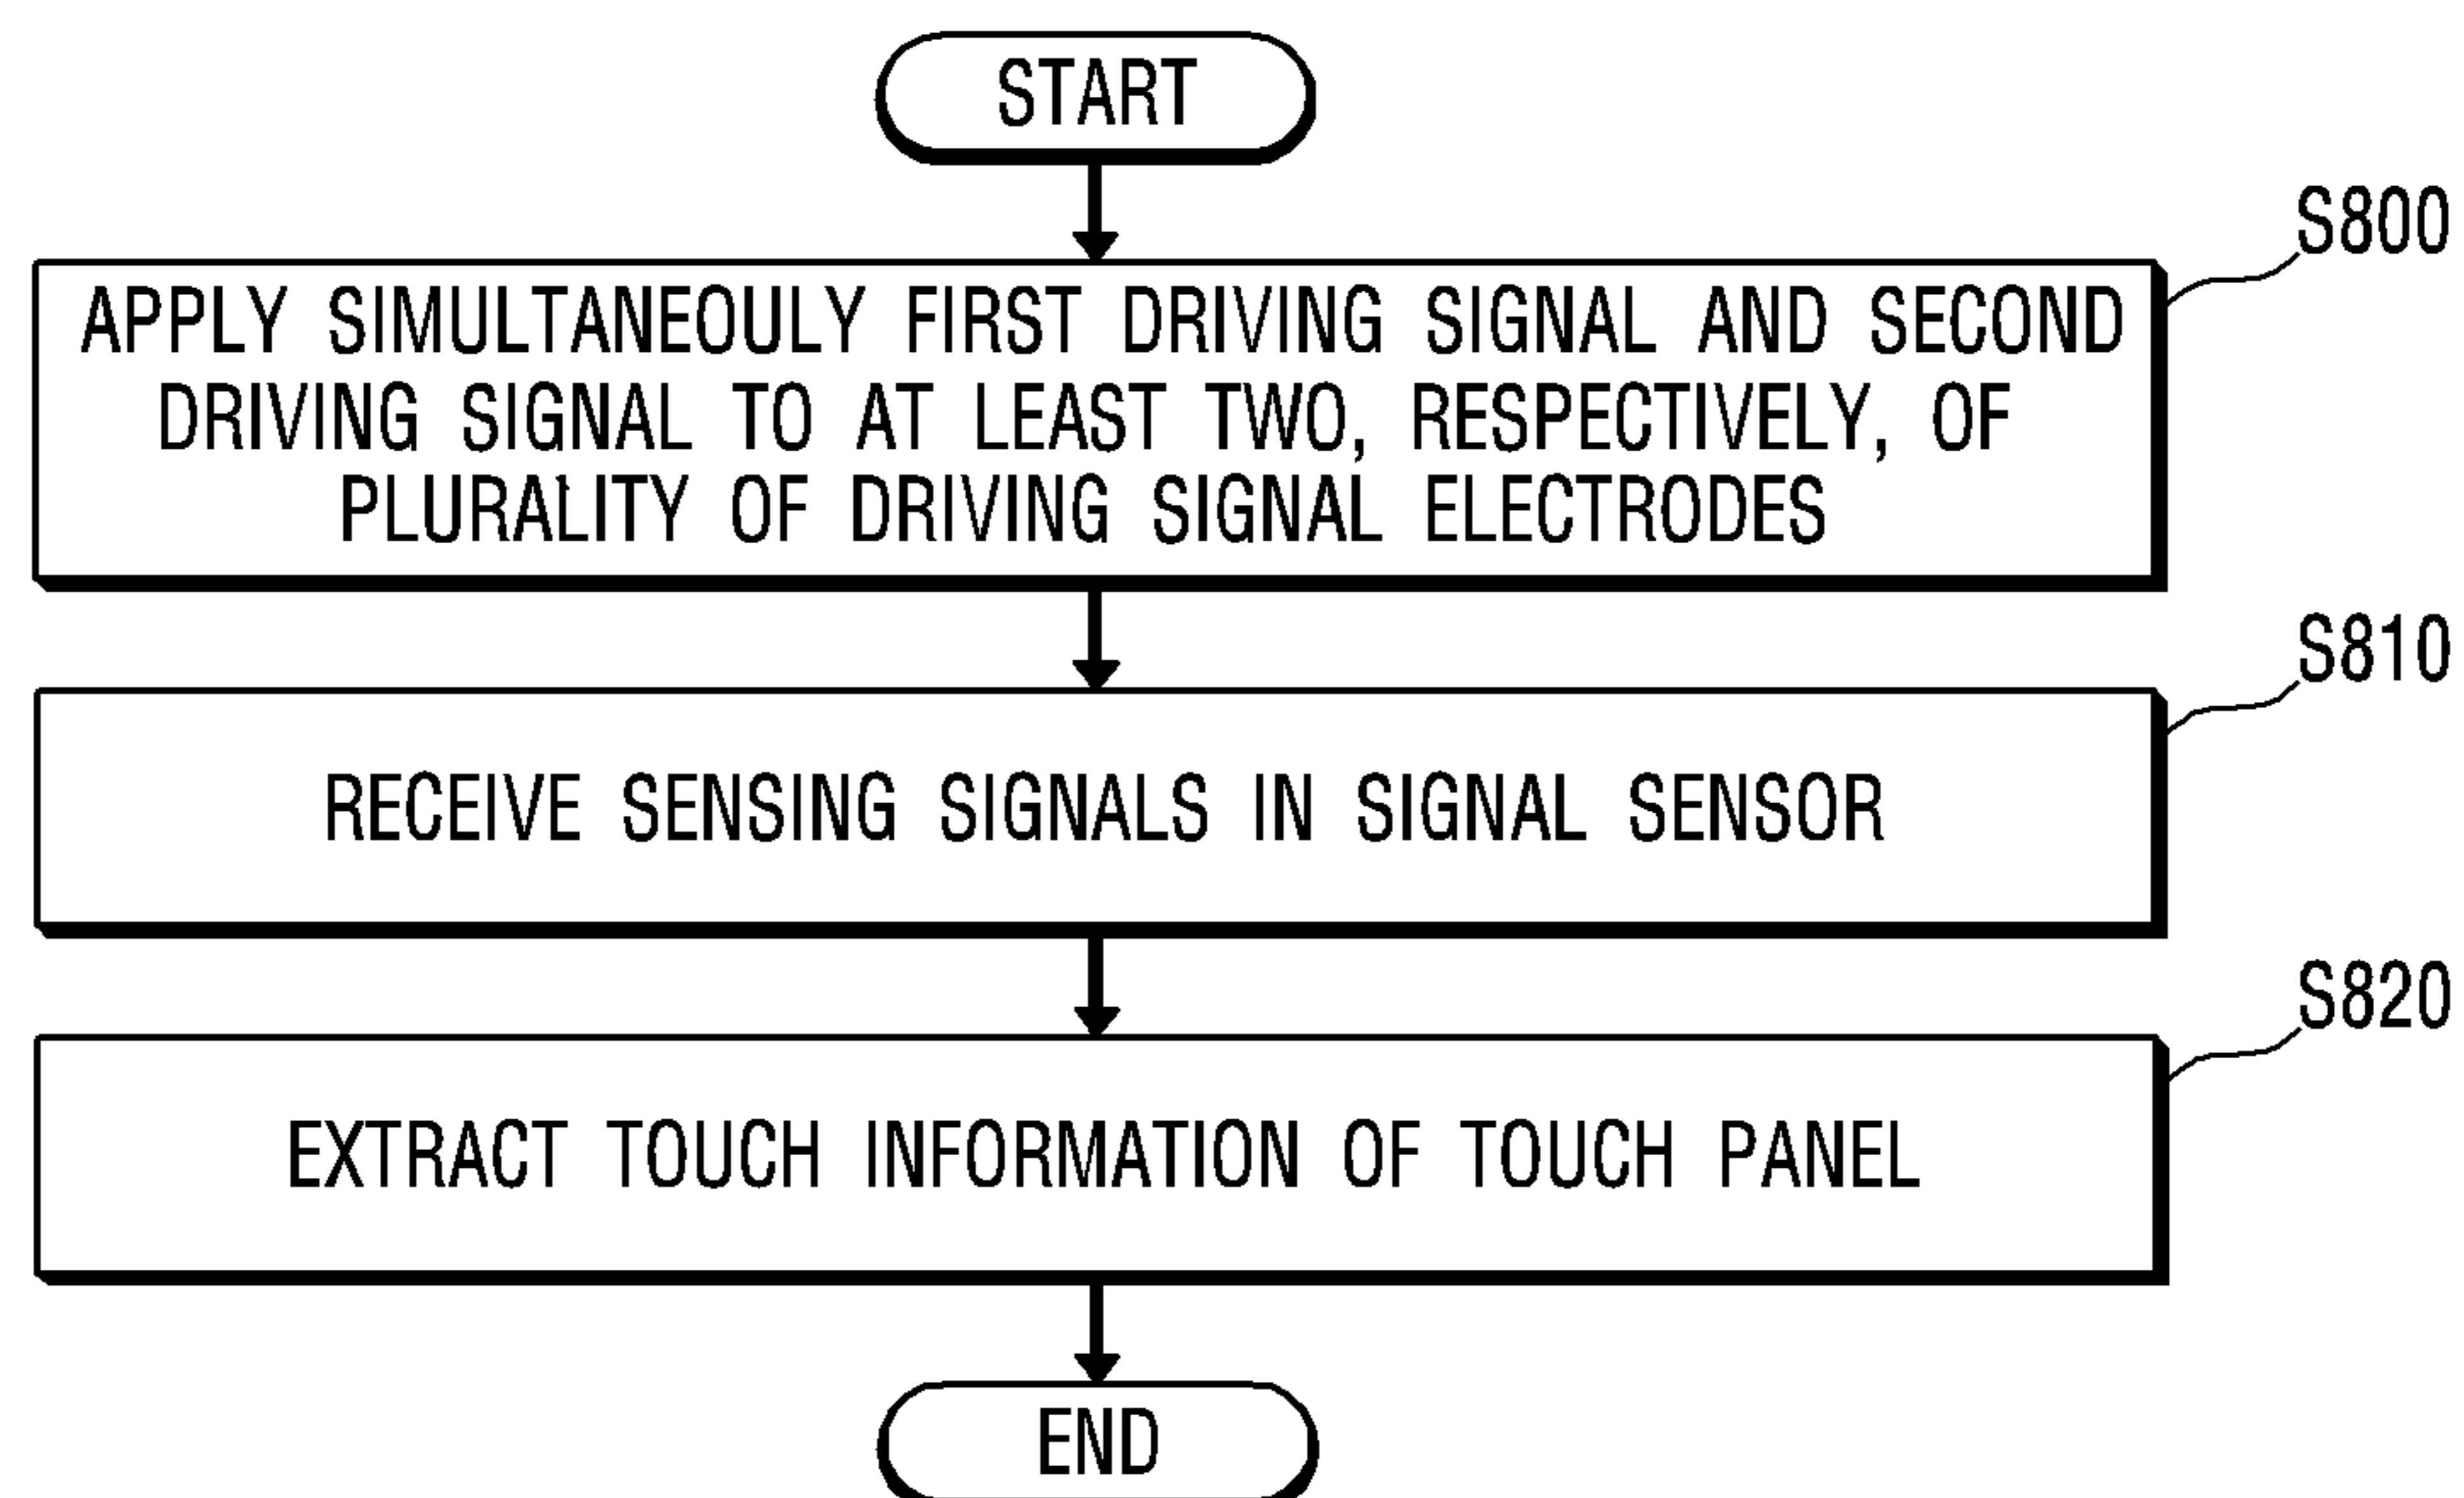 START
S800
APPLY SIMULTANEOULY FIRST DRIVING SIGNAL AND SECOND
DRIVING SIGNAL TO AT LEAST TWO, RESPECTIVELY, OF
PLURALITY OF DRIVING SIGNAL ELECTRODES
S810
RECEIVE SENSING SIGNALS IN SIGNAL SENSOR
S820
EXTRACT TOUCH INFORMATION OF TOUCH PANEL
END